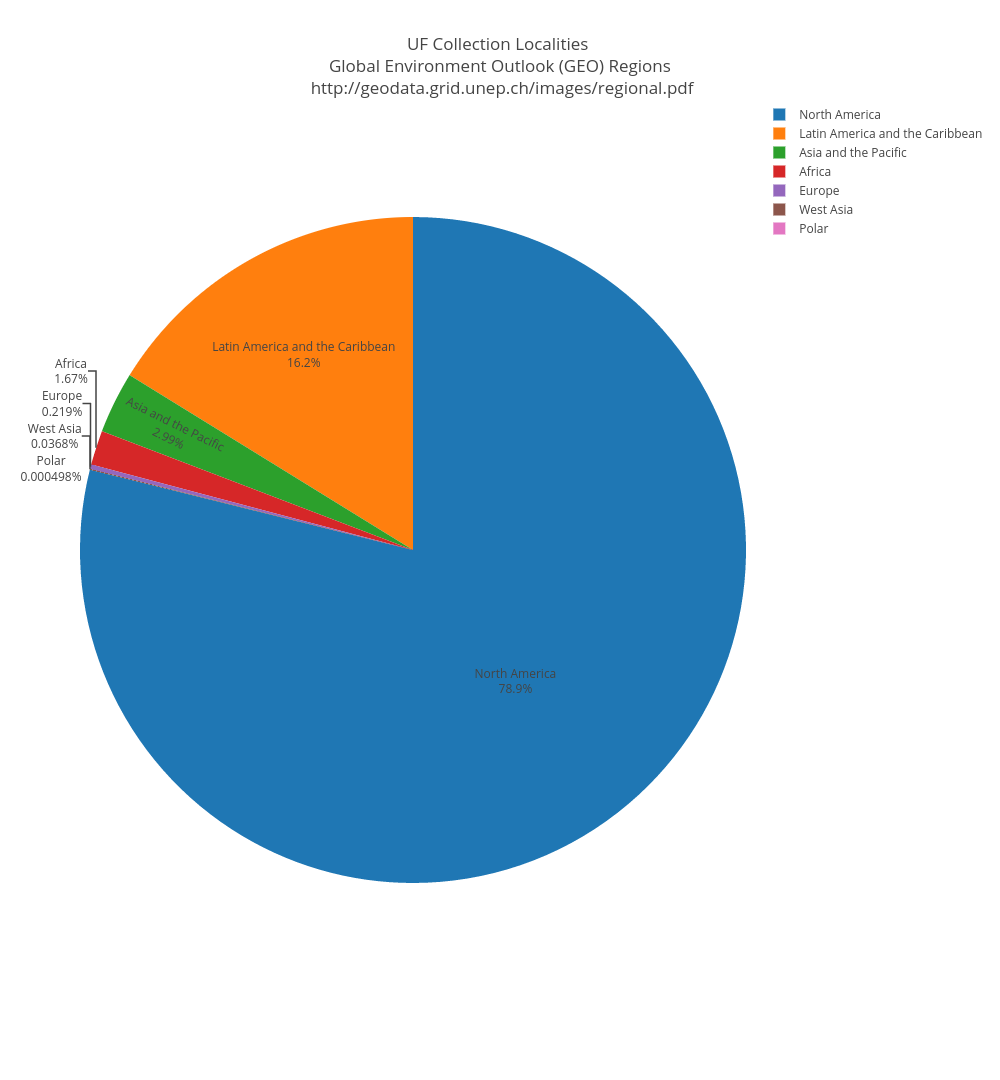 UF Collection Localities
Global Environment Outlook (GEO) Regions
http://geodata.grid.unep.ch/images/regional.pdf
North America
Latin America and the Caribbean
Asia and the Pacific
Africa
Europe
West Asia
Polar
Latin America and the Caribbean
16.2%
Africa
1.67%
Europe
0.219%
West Asia
0.0368%
Polar
0.000498%
Asia and the Pacific
2.99%
North America
78.9%